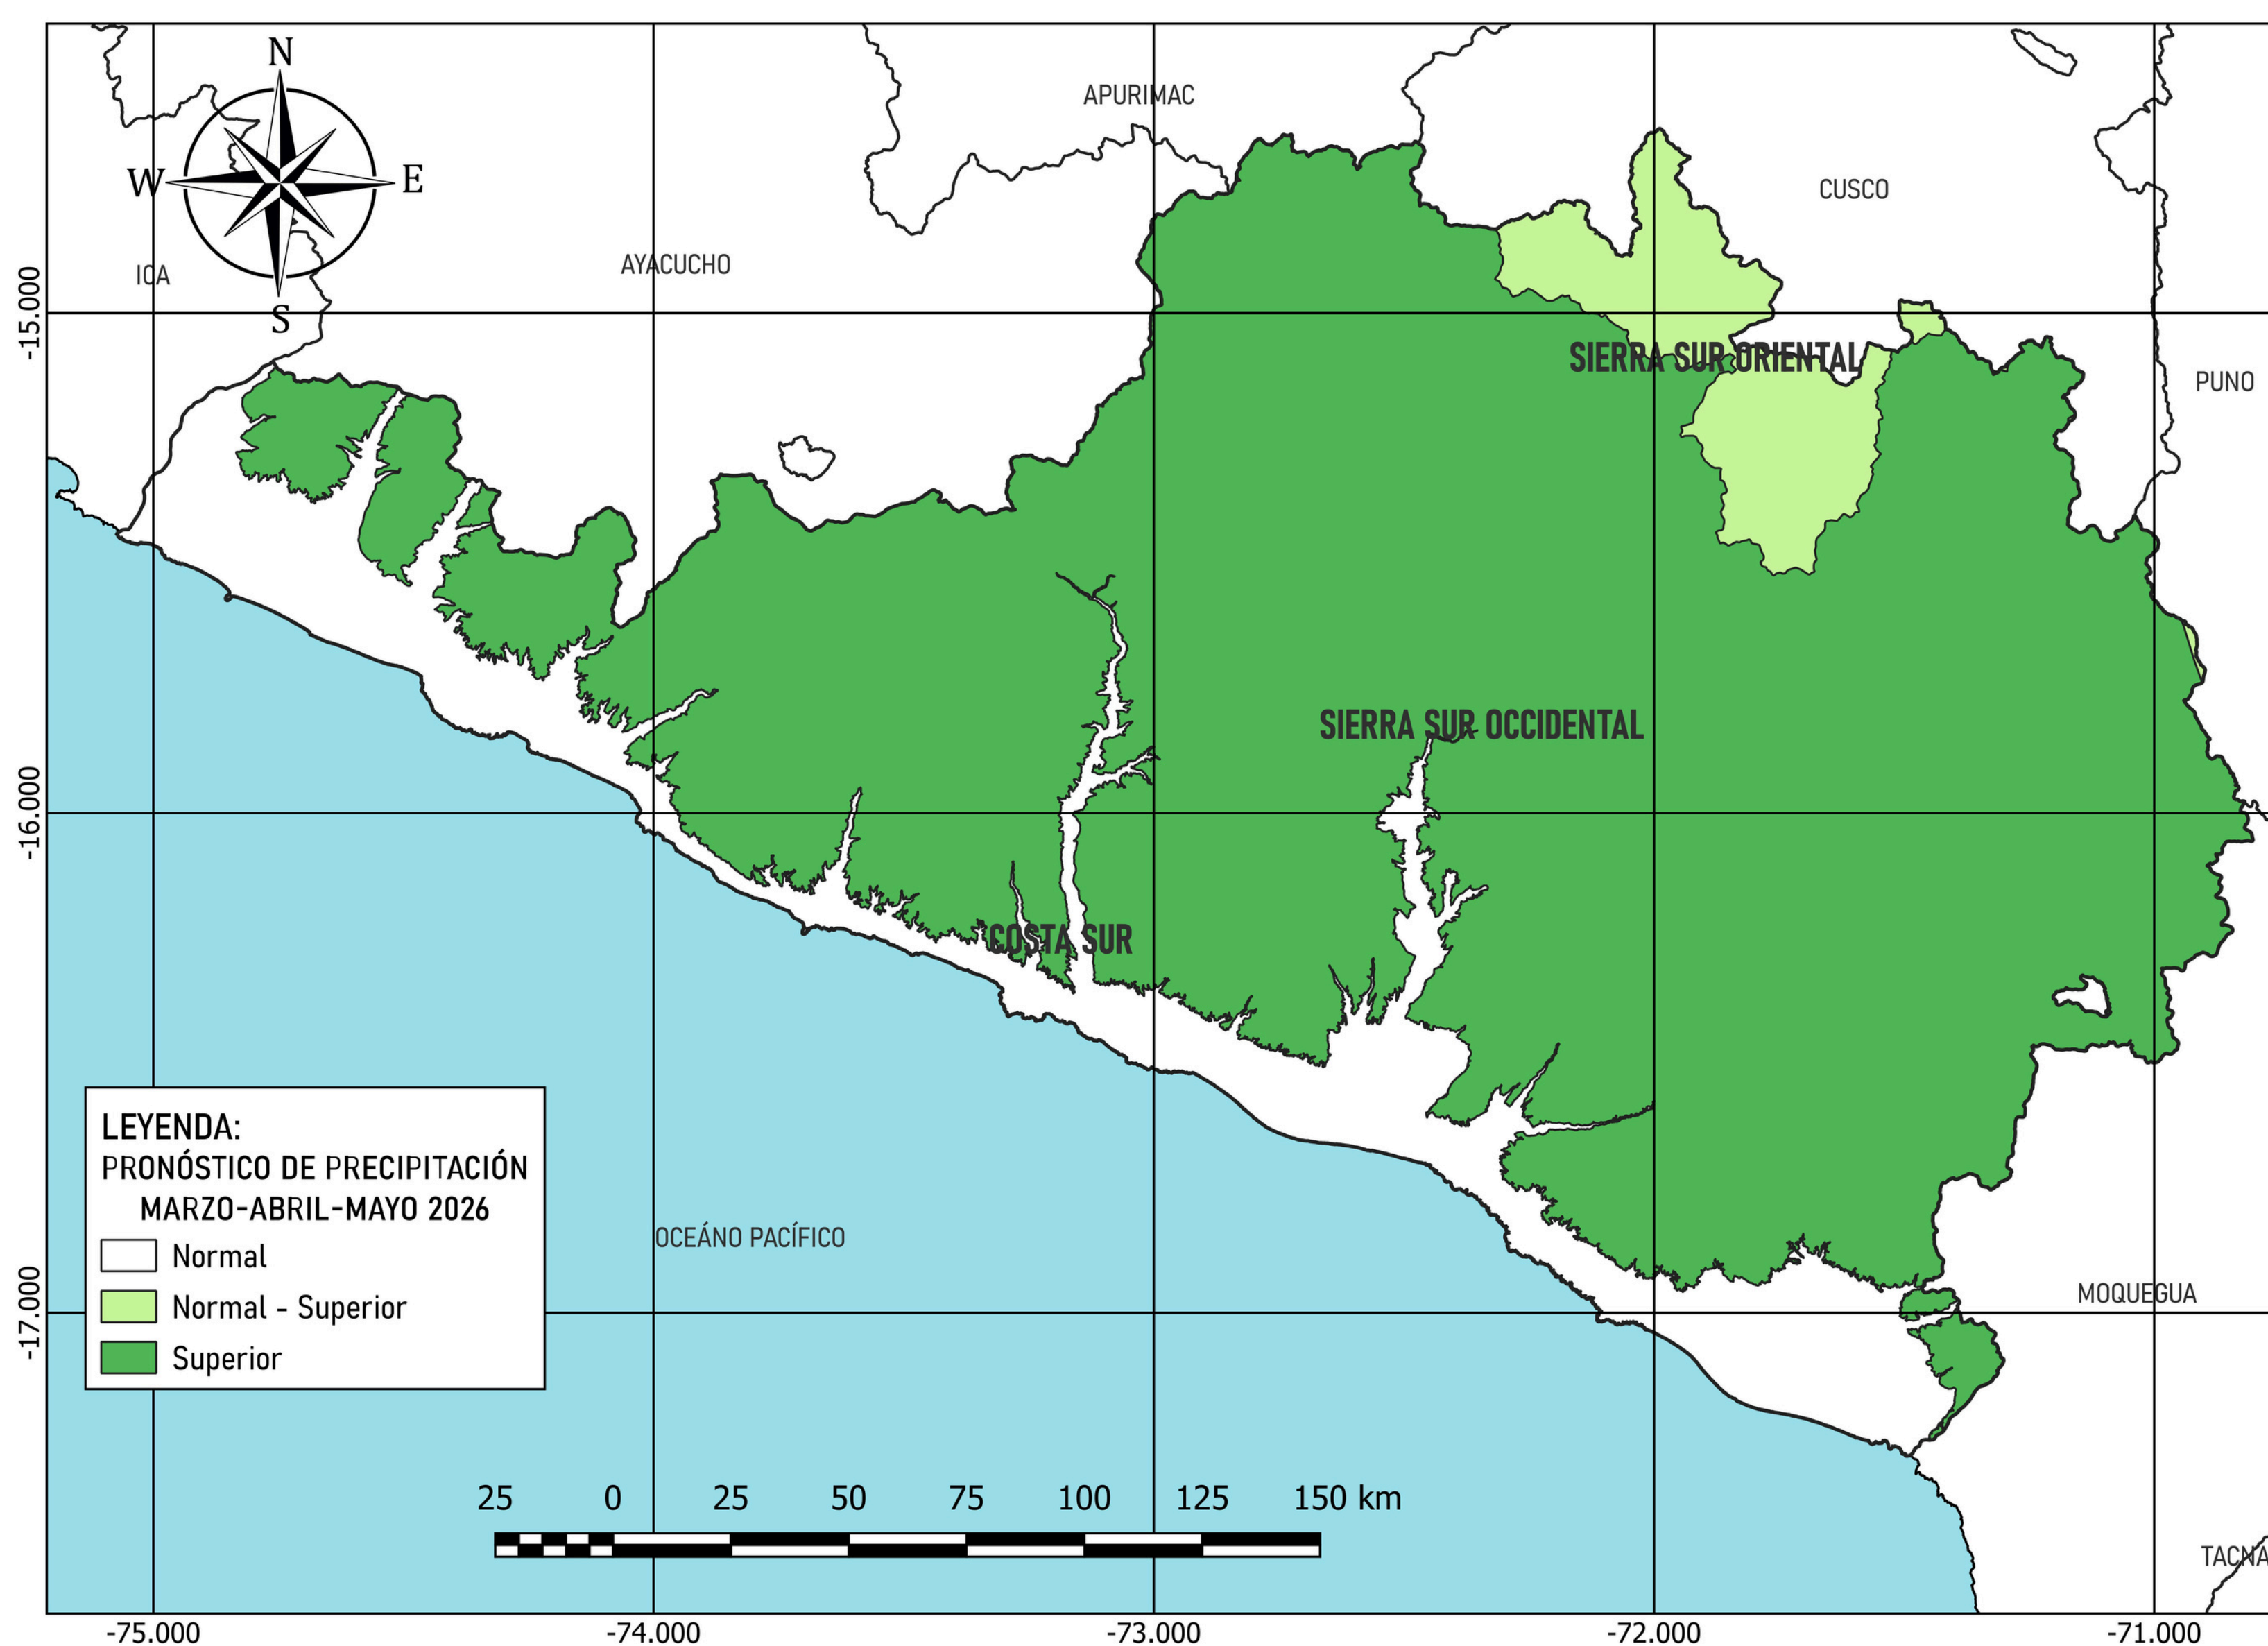 N
W
E
S
APURIMAC
CUSCO
AYACUCHO
ICA
PUNO
SIERRA SUR ORIENTAL
SIERRA SUR OCCIDENTAL
COSTA SUR
OCEÁNO PACÍFICO
MOQUEGUA
TACNA
-15.000
-16.000
-17.000
LEYENDA:
PRONÓSTICO DE PRECIPITACIÓN
MARZO-ABRIL-MAYO 2026
Normal
Normal - Superior
Superior
25 0 25 50 75 100 125 150 km
-75.000 -74.000 -73.000 -72.000 -71.000